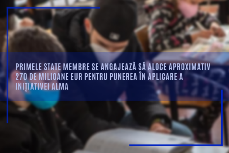 PRIMELE STATE MEMBRE SE ANGAJEAZĂ SĂ ALOCE APROXIMATIV
270 DE MILIOANE EUR PENTRU PUNEREA ÎN APLICARE A
INIȚIATIVEI ALMA